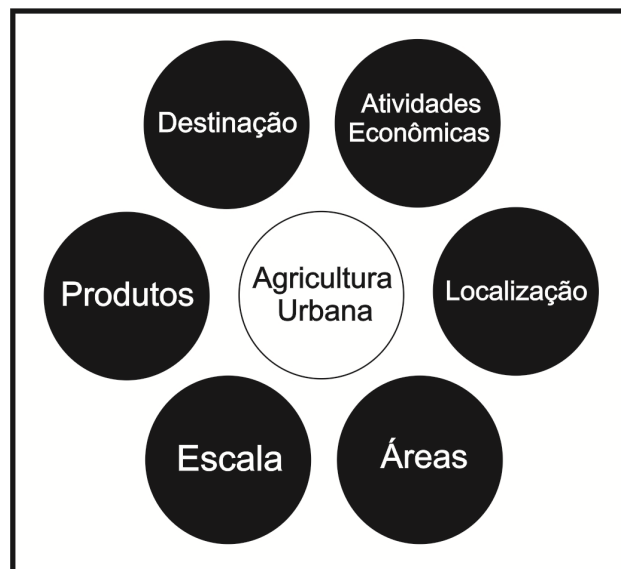 Destinação
Atividades
Econômicas
Produtos
Agricultura
Urbana
Localização
Escala
Áreas